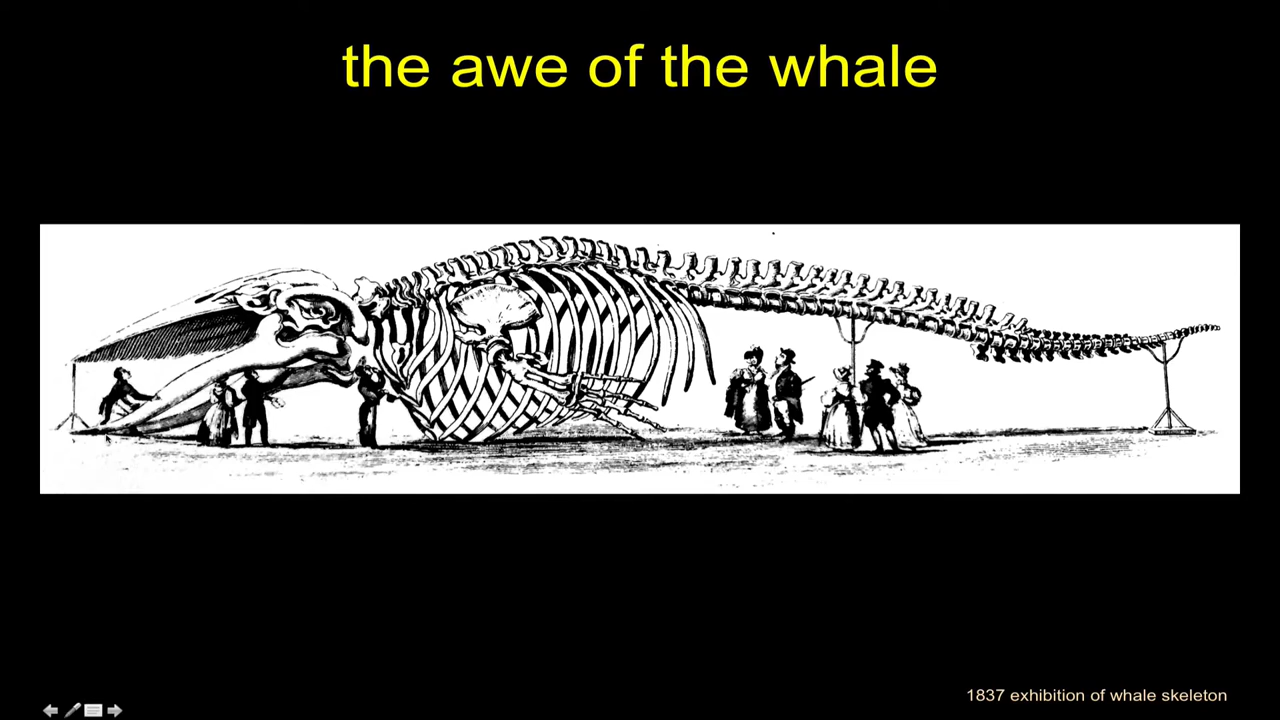 the awe of the whale
1837 exhibition of whale skeleton